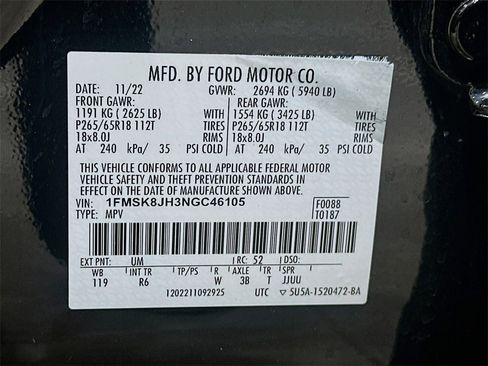 MFD. BY FORD MOTOR CO.
DATE: 11/22 GVWR: 2694 KG ( 5940 LB)
FRONT GAWR: REAR GAWR:
1191 KG ( 2625 LB) WITH 1554 KG ( 3425 LB) WITH
P265/65R18 112T TIRES P265/65R18 112T TIRES
18x8.0J RIMS 18x8.0J RIMS
AT 240 kPa/ 35 PSI COLD AT 240 kPa/ 35 PSI COLD
THIS VEHICLE CONFORMS TO ALL APPLICABLE FEDERAL MOTOR
VEHICLE SAFETY AND THEFT PREVENTION STANDARDS IN
EFFECT ON THE DATE OF MANUFACTURE SHOWN ABOVE.
VIN: 1FMSK8JH3NGC46105 F0088
TYPE: MPV T0187
EXT PNT: UM RC: 52 DSO:
WB INT TR TP/PS R AXLE TR SPR
119 R6 W 3B T JJUU
1202211092925 UTC ▽ 5U5A-1520472-BA